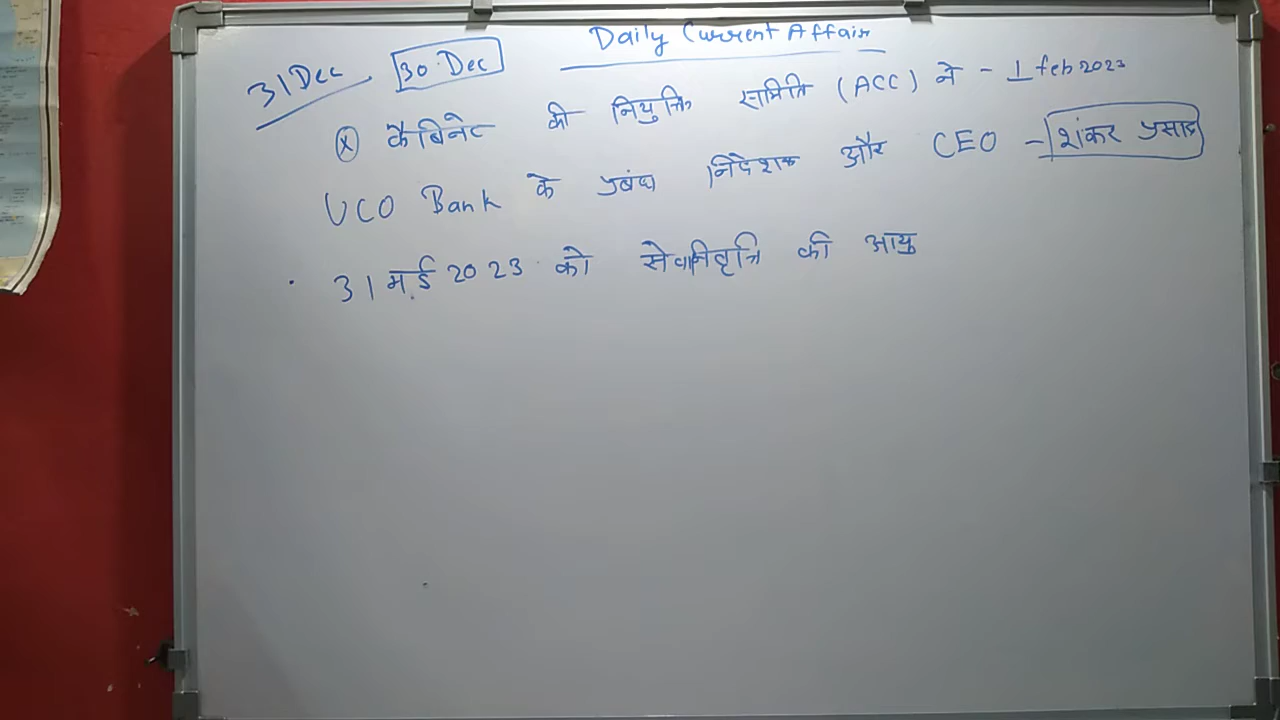 Daily Current Affair
31 Dec 30 Dec
कैबिनेट की नियुक्ति समिति (ACC) ने - 1 feb 2023
UCO Bank के प्रबंध निदेशक और CEO - शंकर प्रसाद
31 मई 2023 को सेवानिवृत्ति की आयु